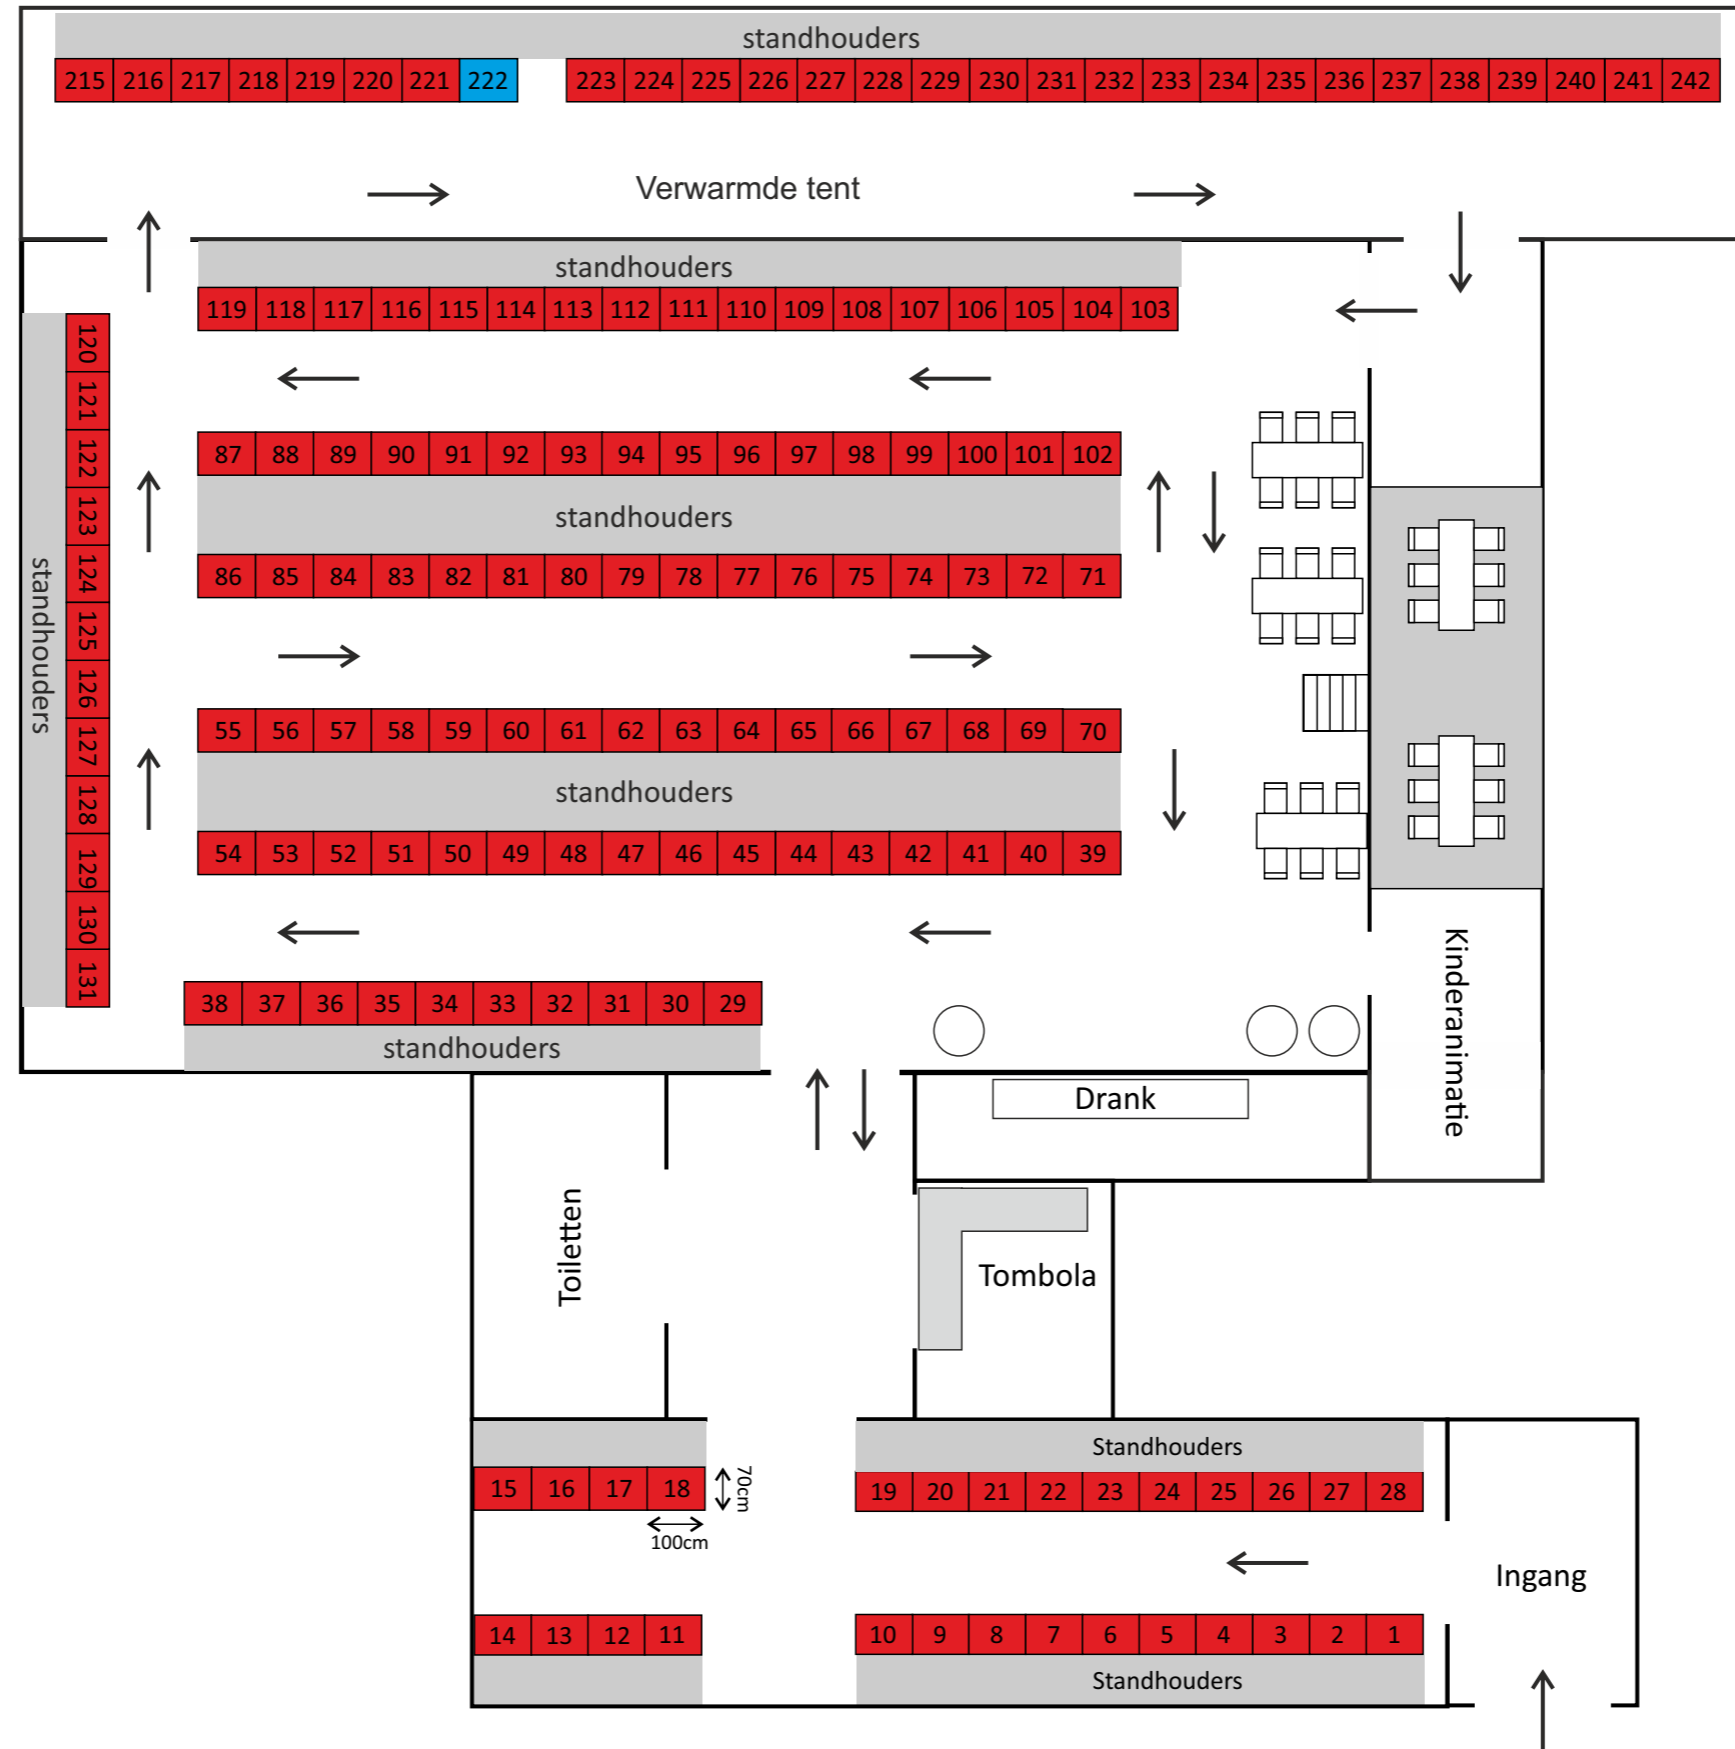 standhouders
215 216 217 218 219 220 221 222 223 224 225 226 227 228 229 230 231 232 233 234 235 236 237 238 239 240 241 242
Verwarmde tent
standhouders
119 118 117 116 115 114 113 112 111 110 109 108 107 106 105 104 103
120
121
122
123
124
125
126
127
128
129
130
131
standhouders
87 88 89 90 91 92 93 94 95 96 97 98 99 100 101 102
standhouders
86 85 84 83 82 81 80 79 78 77 76 75 74 73 72 71
55 56 57 58 59 60 61 62 63 64 65 66 67 68 69 70
standhouders
54 53 52 51 50 49 48 47 46 45 44 43 42 41 40 39
38 37 36 35 34 33 32 31 30 29
standhouders
Kinderanimatie
Drank
Toiletten
Tombola
Standhouders
15 16 17 18
70cm
100cm
19 20 21 22 23 24 25 26 27 28
Ingang
14 13 12 11
10 9 8 7 6 5 4 3 2 1
Standhouders